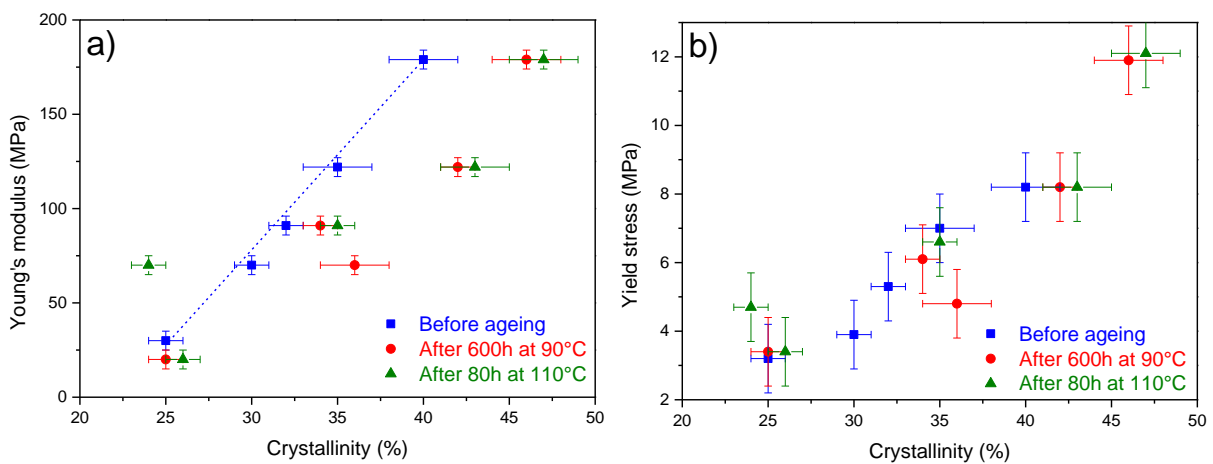 a)
Young's modulus (MPa)
200
150
100
50
0
Before ageing
After 600h at 90°C
After 80h at 110°C
20 25 30 35 40 45 50
Crystallinity (%)
b)
Yield stress (MPa)
12
10
8
6
4
2
Before ageing
After 600h at 90°C
After 80h at 110°C
20 25 30 35 40 45 50
Crystallinity (%)